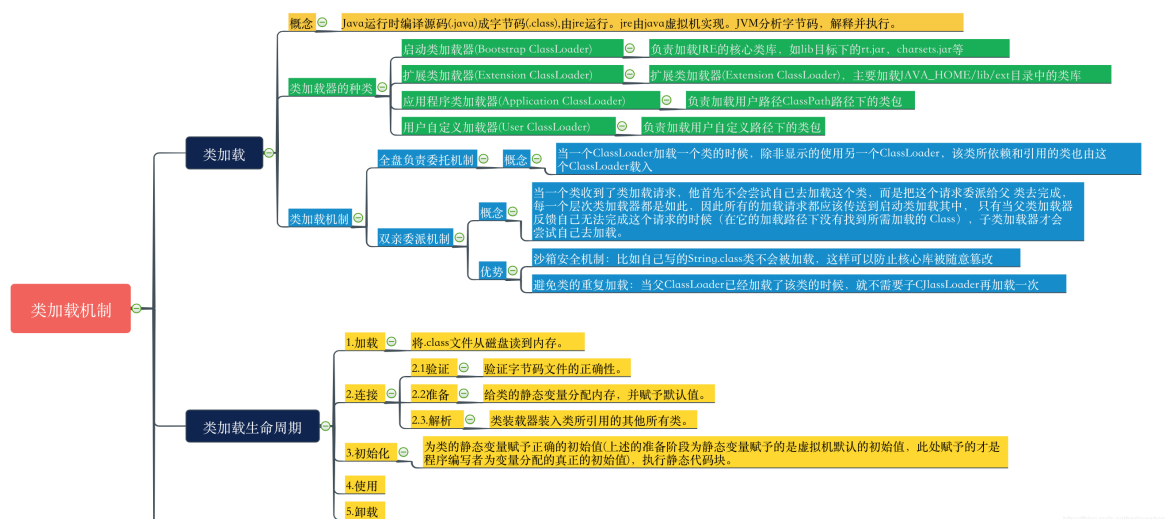 类加载机制
类加载
概念
Java运行时编译源码(.java)成字节码(.class),由jre运行。jre由java虚拟机实现。JVM分析字节码，解释并执行。
类加载器的种类
启动类加载器(Bootstrap ClassLoader)
负责加载JRE的核心类库，如lib目标下的rt.jar，charsets.jar等
扩展类加载器(Extension ClassLoader)
扩展类加载器(Extension ClassLoader)，主要加载JAVA_HOME/lib/ext目录中的类库
应用程序类加载器(Application ClassLoader)
负责加载用户路径ClassPath路径下的类包
用户自定义加载器(User ClassLoader)
负责加载用户自定义路径下的类包
类加载机制
全盘负责委托机制
概念
当一个ClassLoader加载一个类的时候，除非显示的使用另一个ClassLoader，该类所依赖和引用的类也由这
个ClassLoader载入
双亲委派机制
概念
当一个类收到了类加载请求，他首先不会尝试自己去加载这个类，而是把这个请求委派给父 类去完成，
每一个层次类加载器都是如此，因此所有的加载请求都应该传送到启动类加载其中， 只有当父类加载器
反馈自己无法完成这个请求的时候（在它的加载路径下没有找到所需加载的 Class），子类加载器才会
尝试自己去加载。
优势
沙箱安全机制：比如自己写的String.class类不会被加载，这样可以防止核心库被随意篡改
避免类的重复加载：当父ClassLoader已经加载了该类的时候，就不需要子CJlassLoader再加载一次
类加载生命周期
1.加载
将.class文件从磁盘读到内存。
2.连接
2.1验证
验证字节码文件的正确性。
2.2准备
给类的静态变量分配内存，并赋予默认值。
2.3.解析
类装载器装入类所引用的其他所有类。
3.初始化
为类的静态变量赋予正确的初始值(上述的准备阶段为静态变量赋予的是虚拟机默认的初始值，此处赋予的才是
程序编写者为变量分配的真正的初始值)，执行静态代码块。
4.使用
5.卸载